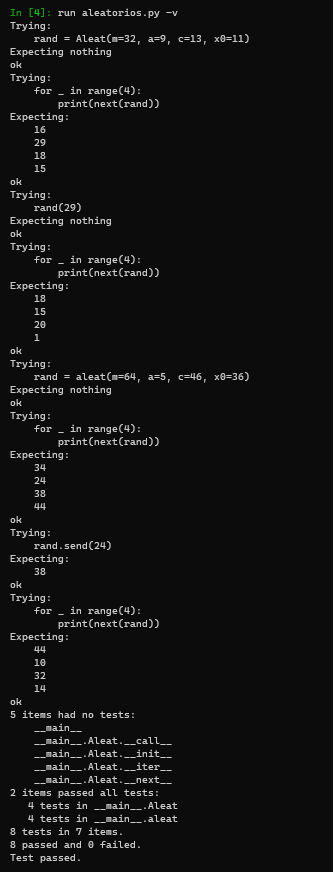 In [4]: run aleatorios.py -v
Trying:
    rand = Aleat(m=32, a=9, c=13, x0=11)
Expecting nothing
ok
Trying:
    for _ in range(4):
        print(next(rand))
Expecting:
    16
    29
    18
    15
ok
Trying:
    rand(29)
Expecting nothing
ok
Trying:
    for _ in range(4):
        print(next(rand))
Expecting:
    18
    15
    20
    1
ok
Trying:
    rand = aleat(m=64, a=5, c=46, x0=36)
Expecting nothing
ok
Trying:
    for _ in range(4):
        print(next(rand))
Expecting:
    34
    24
    38
    44
ok
Trying:
    rand.send(24)
Expecting:
    38
ok
Trying:
    for _ in range(4):
        print(next(rand))
Expecting:
    44
    10
    32
    14
ok
5 items had no tests:
    __main__
    __main__.Aleat.__call__
    __main__.Aleat.__init__
    __main__.Aleat.__iter__
    __main__.Aleat.__next__
2 items passed all tests:
   4 tests in __main__.Aleat
   4 tests in __main__.aleat
8 tests in 7 items.
8 passed and 0 failed.
Test passed.